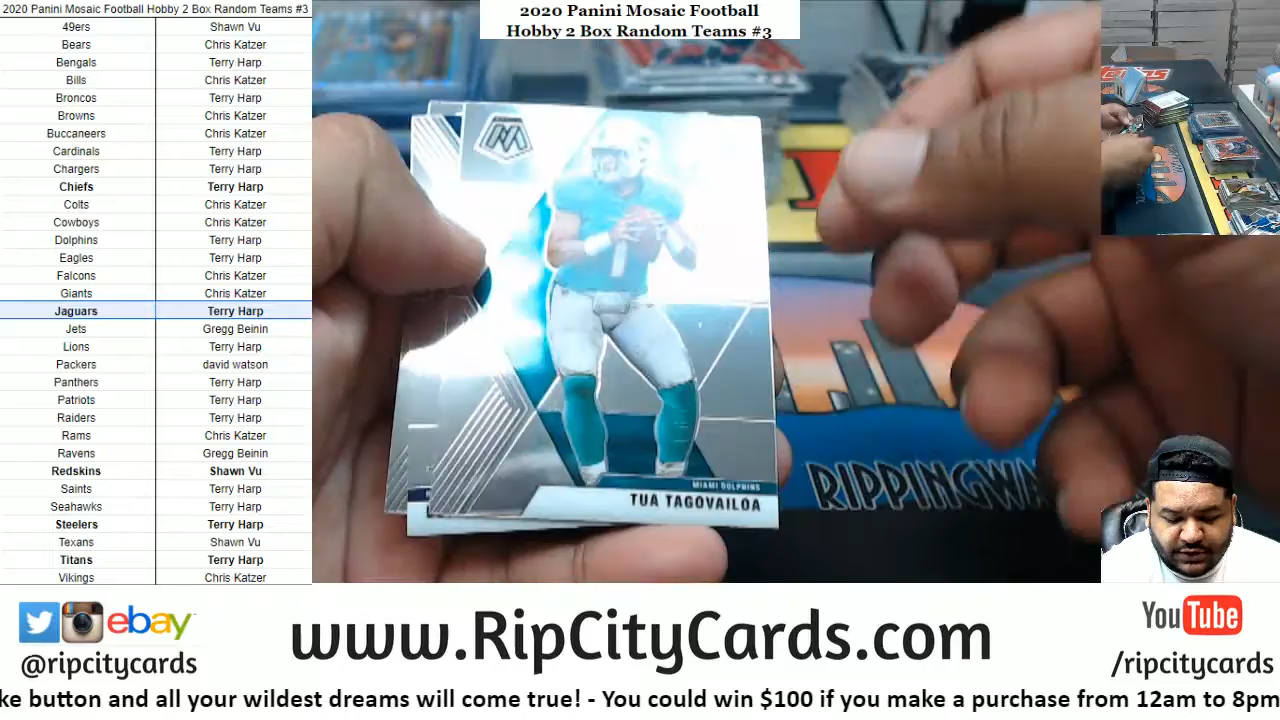 2020 Panini Mosaic Football Hobby 2 Box Random Teams #3
49ers Shawn Vu
Bears Chris Katzer
Bengals Terry Harp
Bills Chris Katzer
Broncos Terry Harp
Browns Chris Katzer
Buccaneers Chris Katzer
Cardinals Terry Harp
Chargers Terry Harp
Chiefs Terry Harp
Colts Chris Katzer
Cowboys Chris Katzer
Dolphins Terry Harp
Eagles Terry Harp
Falcons Chris Katzer
Giants Chris Katzer
Jaguars Terry Harp
Jets Gregg Beinin
Lions Terry Harp
Packers david watson
Panthers Terry Harp
Patriots Terry Harp
Raiders Terry Harp
Rams Chris Katzer
Ravens Gregg Beinin
Redskins Shawn Vu
Saints Terry Harp
Seahawks Terry Harp
Steelers Terry Harp
Texans Shawn Vu
Titans Terry Harp
Vikings Chris Katzer
2020 Panini Mosaic Football
Hobby 2 Box Random Teams #3
1
MIAMI DOLPHINS
TUA TAGOVAILOA
RIPPINGWA
ebay
@ripcitycards
www.RipCityCards.com
YouTube
/ripcitycards
ke button and all your wildest dreams will come true! - You could win $100 if you make a purchase from 12am to 8pm